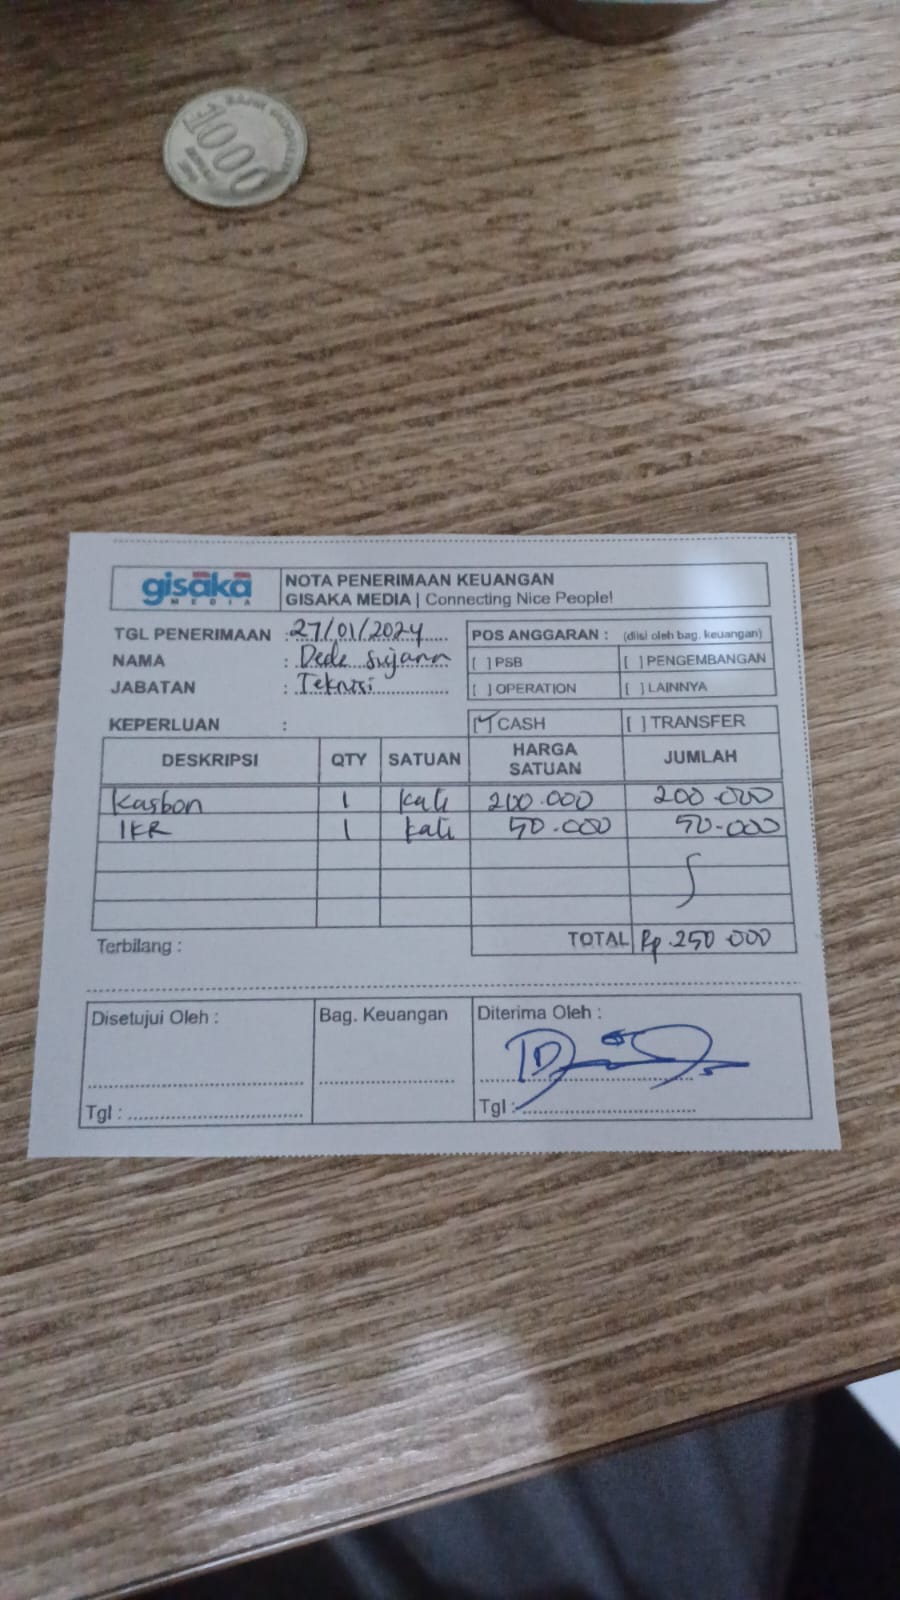 1000
gisaka
MEDIA
NOTA PENERIMAAN KEUANGAN
GISAKA MEDIA | Connecting Nice People!
TGL PENERIMAAN : 27/01/2024
NAMA : Dede Sujana
JABATAN : Teknisi
POS ANGGARAN : (diisi oleh bag. keuangan)
[ ] PSB [ ] PENGEMBANGAN
[ ] OPERATION [ ] LAINNYA
KEPERLUAN : [✓] CASH [ ] TRANSFER
DESKRIPSI QTY SATUAN HARGA SATUAN JUMLAH
Kasbon 1 kali 200.000 200.000
IKR 1 kali 50.000 50.000
Terbilang : TOTAL Rp. 250.000
Disetujui Oleh : Bag. Keuangan Diterima Oleh :
Tgl : Tgl :